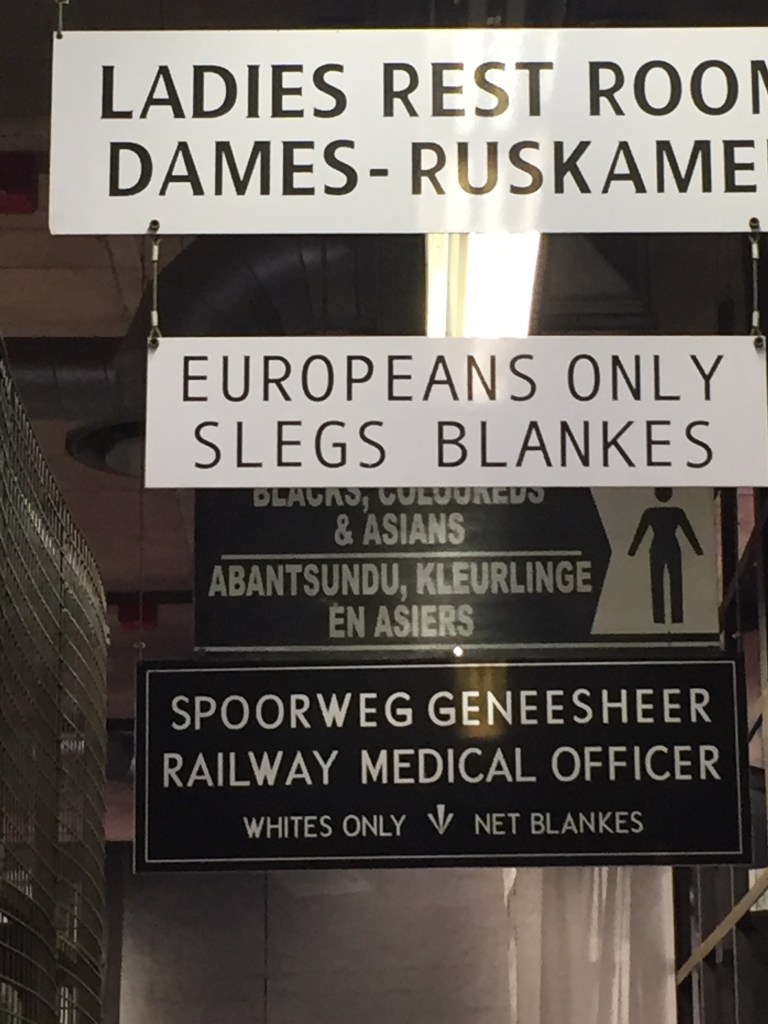 LADIES REST ROOM
DAMES-RUSKAME
EUROPEANS ONLY
SLEGS BLANKES
BLACKS, COLOUREDS
& ASIANS
ABANTSUNDU, KLEURLINGE
EN ASIERS
SPOORWEG GENEESHEER
RAILWAY MEDICAL OFFICER
WHITES ONLY NET BLANKES